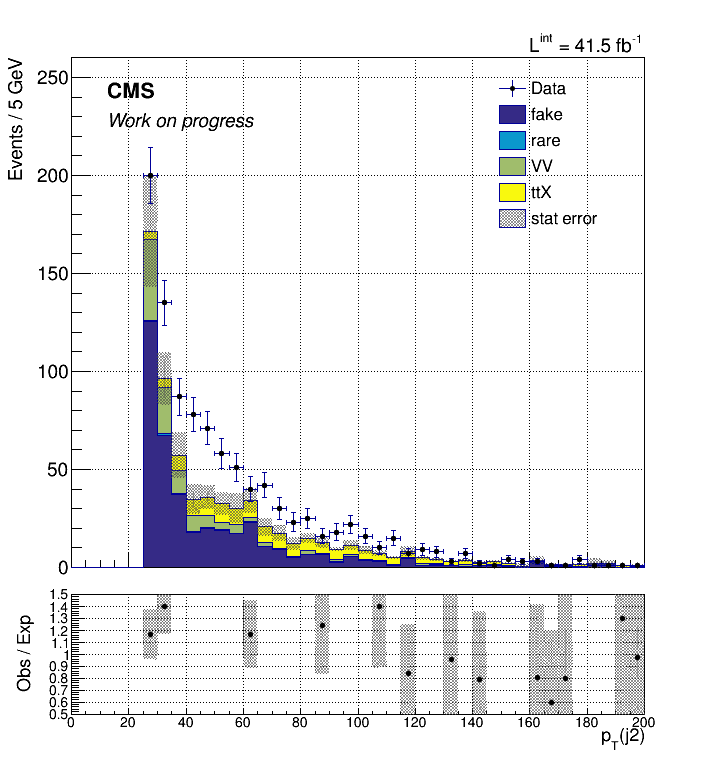 L^int = 41.5 fb^-1
Events / 5 GeV
250
200
150
100
50
0
CMS
Work on progress
Data
fake
rare
VV
ttX
stat error
Obs / Exp
1.5
1.4
1.3
1.2
1.1
1
0.9
0.8
0.7
0.6
0.5
0 20 40 60 80 100 120 140 160 180 200
p_T(j2)